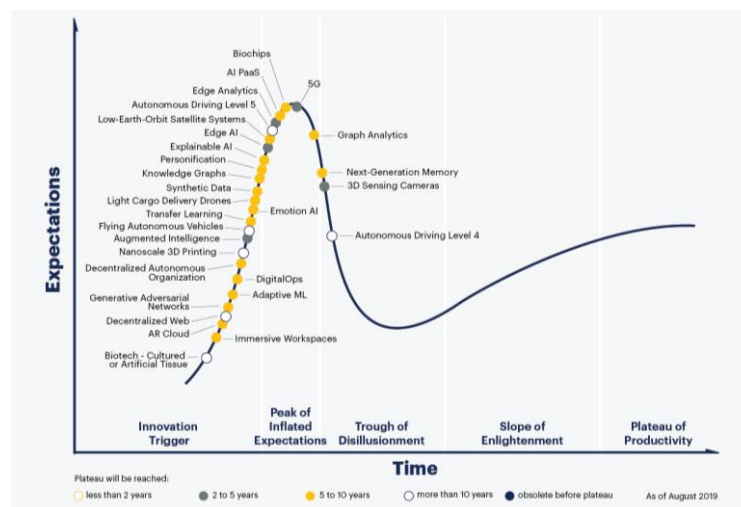 Expectations
Biochips
AI PaaS
5G
Edge Analytics
Autonomous Driving Level 5
Low-Earth-Orbit Satellite Systems
Graph Analytics
Edge AI
Explainable AI
Personification
Next-Generation Memory
Knowledge Graphs
3D Sensing Cameras
Synthetic Data
Light Cargo Delivery Drones
Transfer Learning
Emotion AI
Flying Autonomous Vehicles
Augmented Intelligence
Autonomous Driving Level 4
Nanoscale 3D Printing
Decentralized Autonomous
Organization
DigitalOps
Adaptive ML
Generative Adversarial
Networks
Decentralized Web
AR Cloud
Immersive Workspaces
Biotech - Cultured
or Artificial Tissue
Innovation
Trigger
Peak of
Inflated
Expectations
Trough of
Disillusionment
Slope of
Enlightenment
Plateau of
Productivity
Time
Plateau will be reached:
less than 2 years
2 to 5 years
5 to 10 years
more than 10 years
obsolete before plateau
As of August 2019